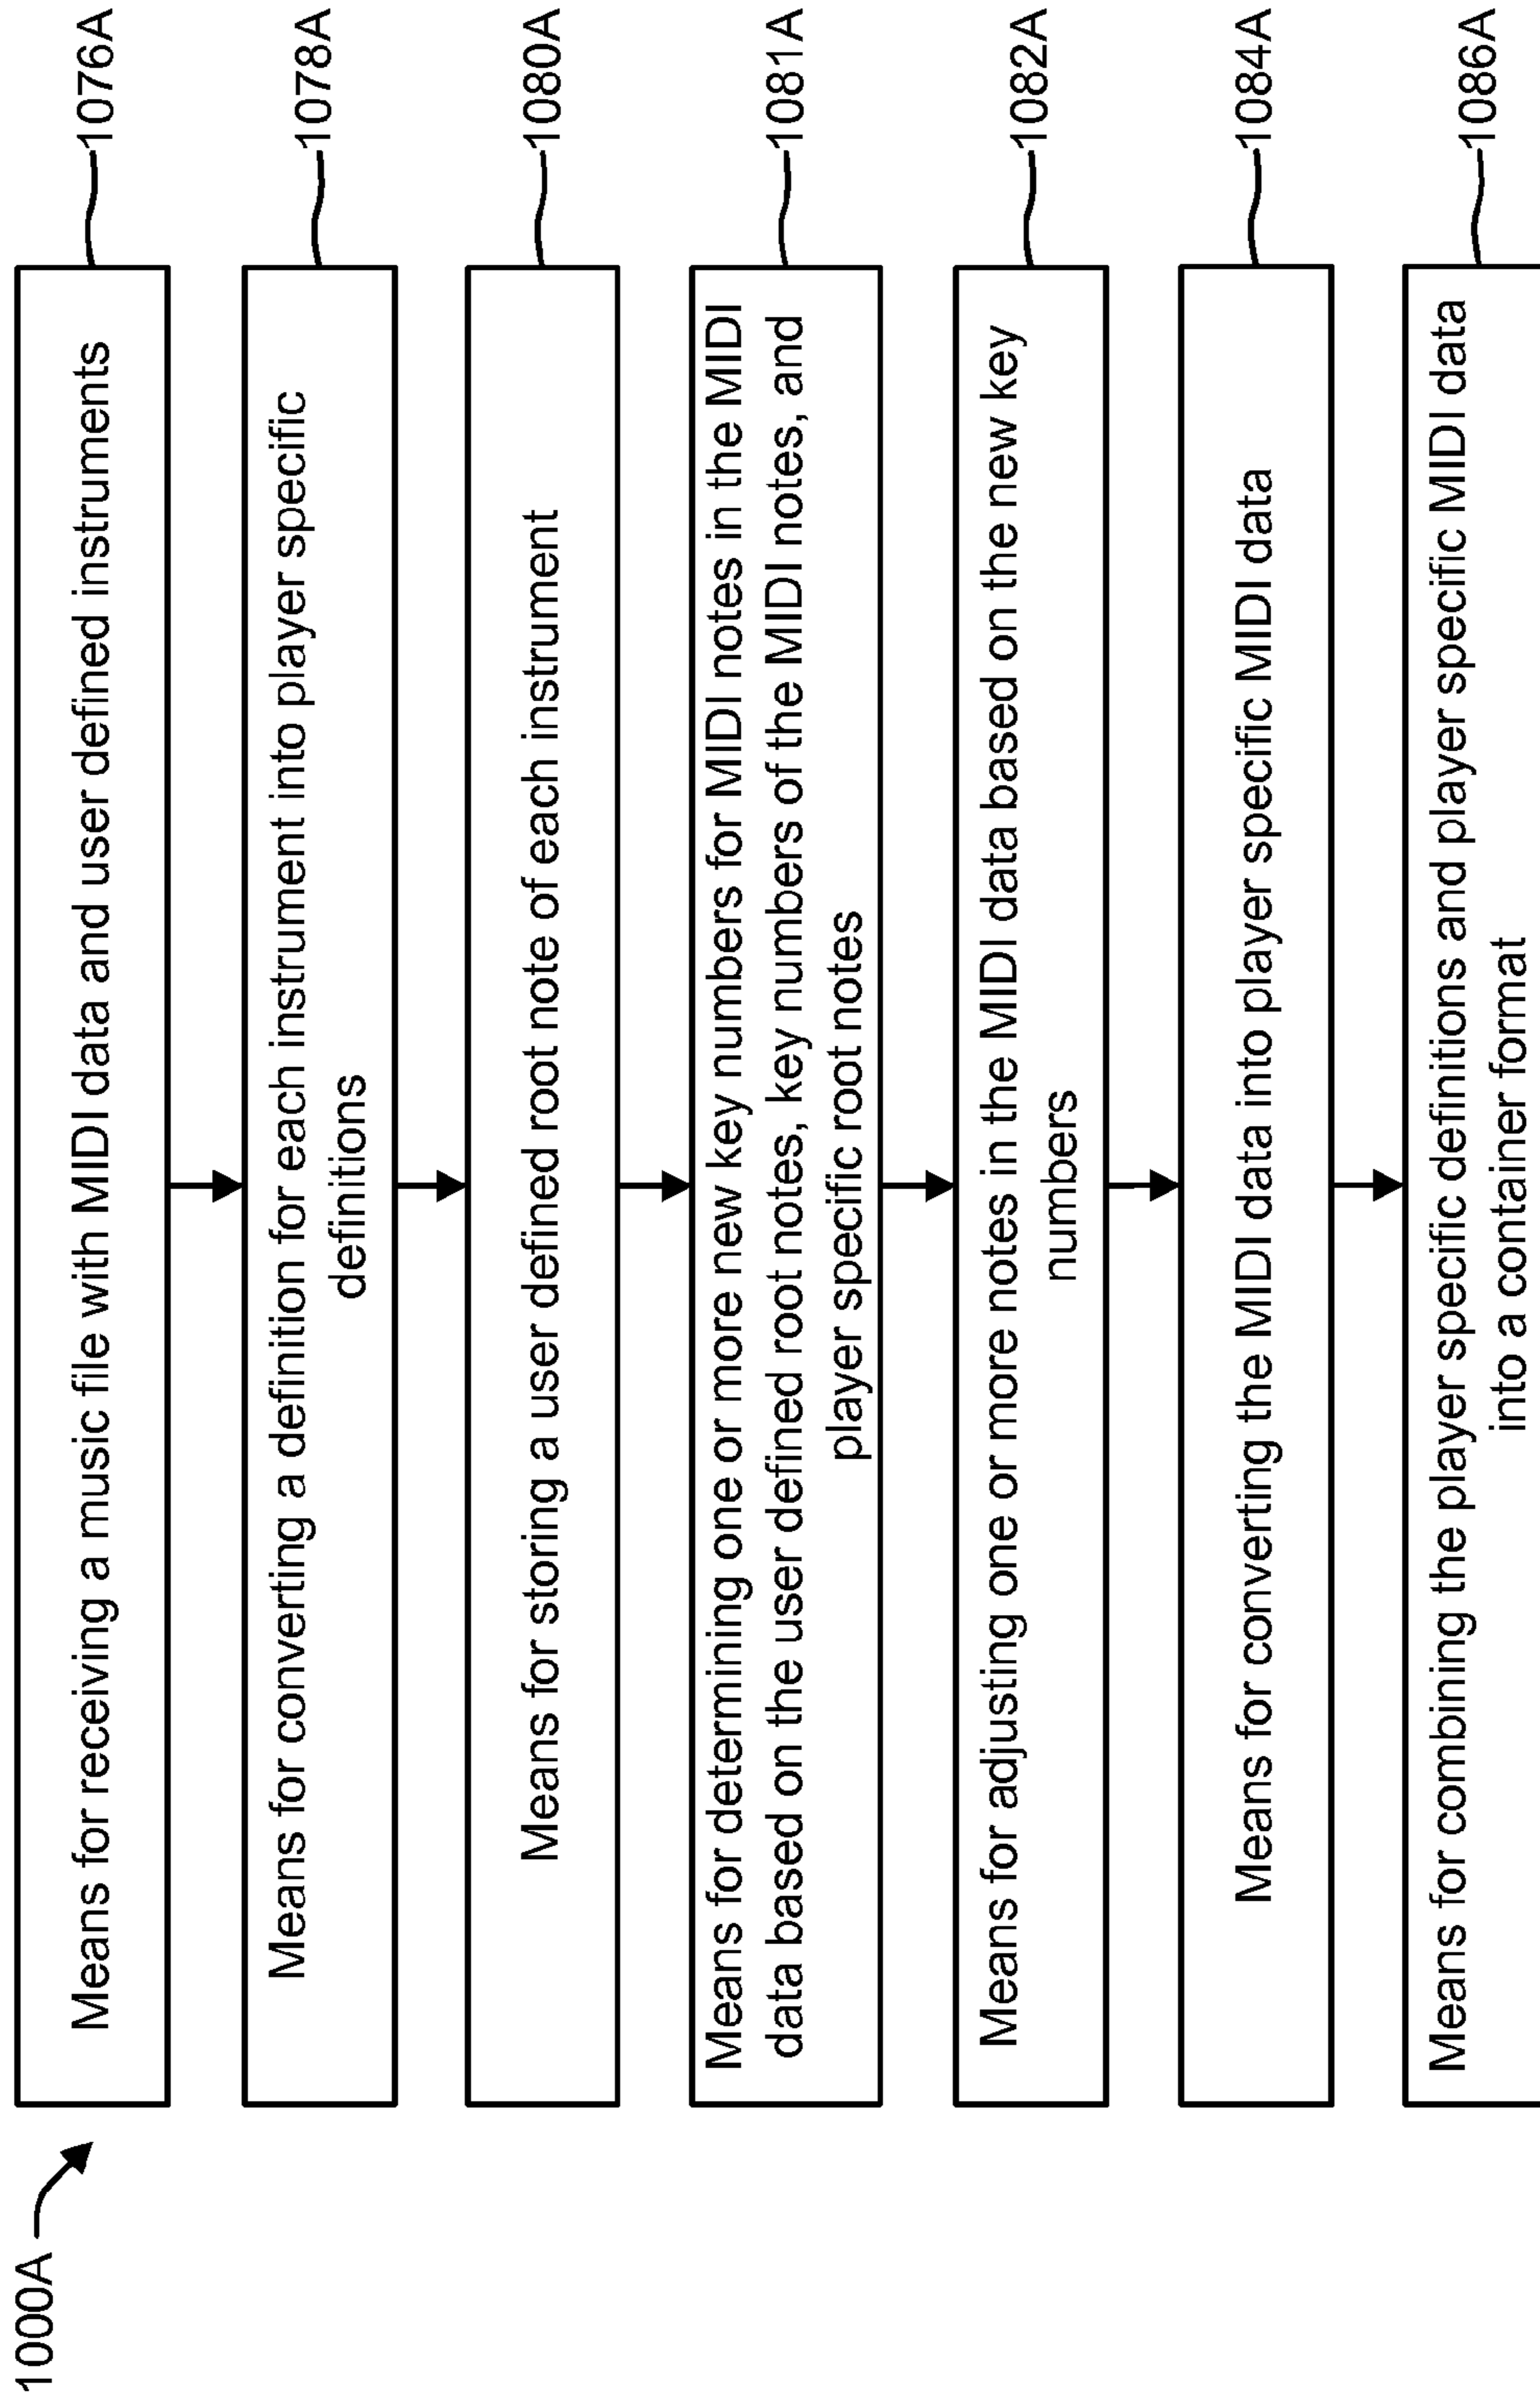 1000A
Means for receiving a music file with MIDI data and user defined instruments
1076A
Means for converting a definition for each instrument into player specific
definitions
1078A
Means for storing a user defined root note of each instrument
1080A
Means for determining one or more new key numbers for MIDI notes in the MIDI
data based on the user defined root notes, key numbers of the MIDI notes, and
player specific root notes
1081A
Means for adjusting one or more notes in the MIDI data based on the new key
numbers
1082A
Means for converting the MIDI data into player specific MIDI data
1084A
Means for combining the player specific definitions and player specific MIDI data
into a container format
1086A